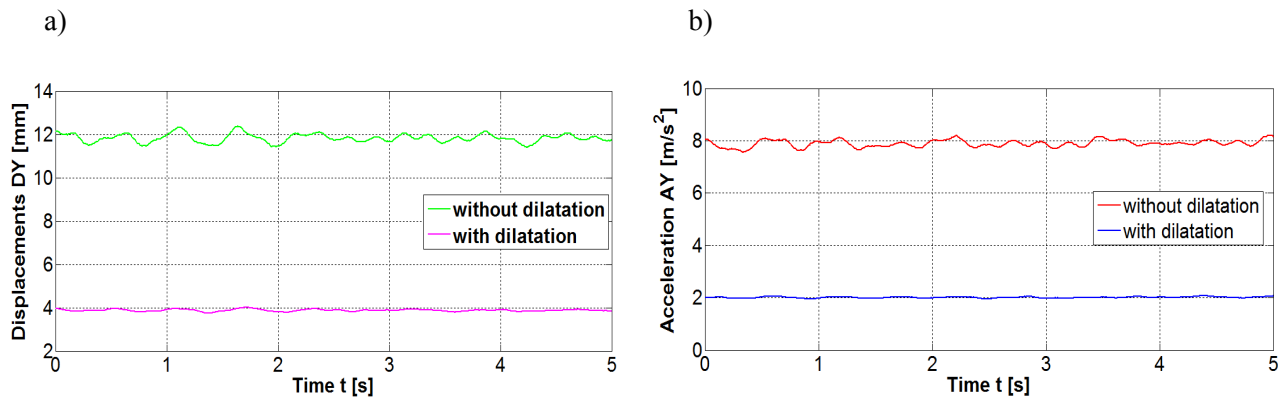 a)
Displacements DY [mm]
14
12
10
8
6
4
2
without dilatation
with dilatation
0 1 2 3 4 5
Time t [s]
b)
Acceleration AY [m/s²]
10
8
6
4
2
0
without dilatation
with dilatation
0 1 2 3 4 5
Time t [s]